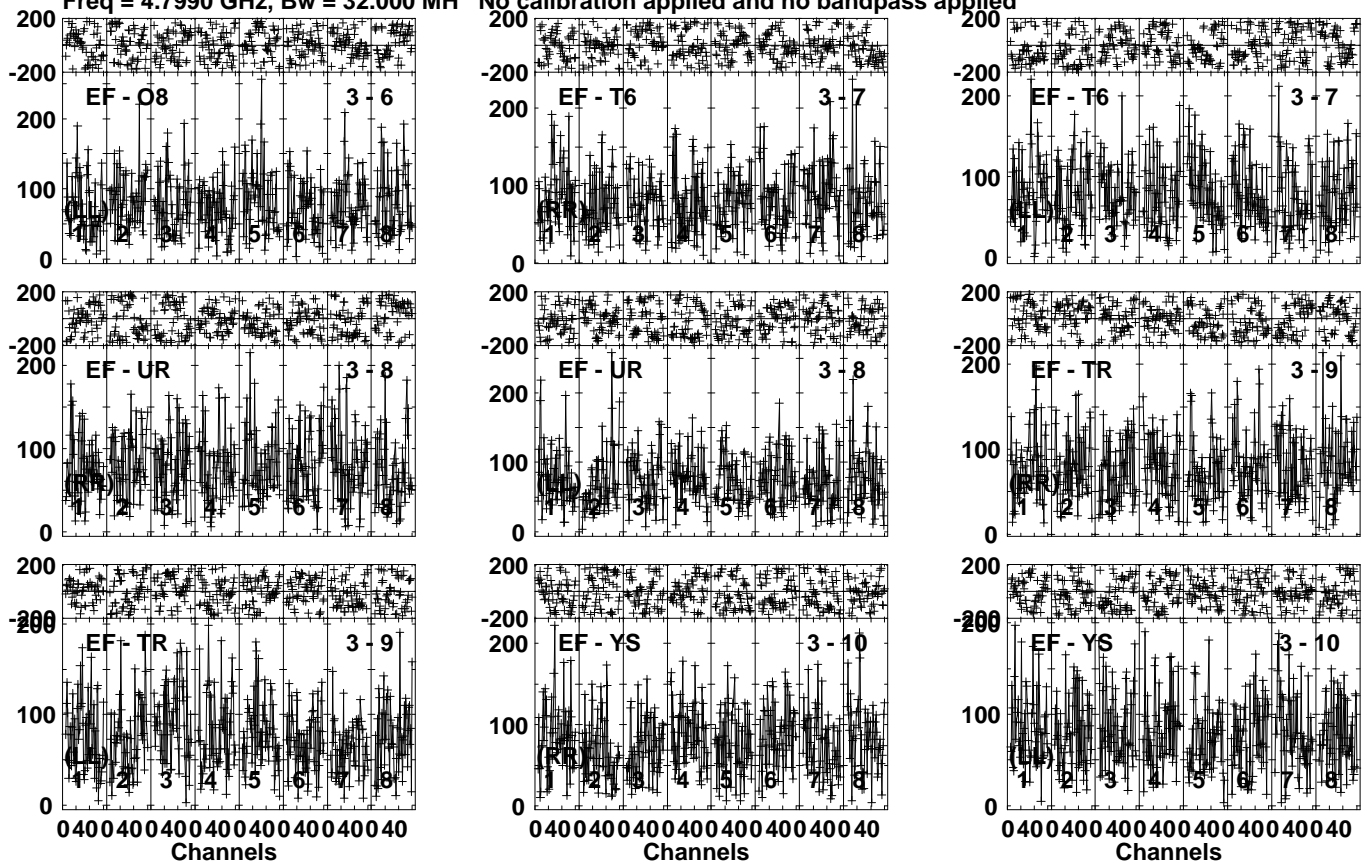 Freq = 4.7990 GHz, Bw = 32.000 MH No calibration applied and no bandpass applied
200 200 200
-200 -200 -200
EF - O8 3 - 6 EF - T6 3 - 7 EF - T6 3 - 7
200 200 200
100 100 100
(LL) (RR) (LL)
1 2 3 4 5 6 7 8 1 2 3 4 5 6 7 8 1 2 3 4 5 6 7 8
0 0 0
200 200 200
-200 -200 -200
EF - UR 3 - 8 EF - UR 3 - 8 EF - TR 3 - 9
200 200 200
100 100 100
(RR) (LL) (RR)
1 2 3 4 5 6 7 8 1 2 3 4 5 6 7 8 1 2 3 4 5 6 7 8
0 0 0
200 200 200
-200 -200 -200
200 200
EF - TR 3 - 9 EF - YS 3 - 10 EF - YS 3 - 10
200
100 100 100
(LL) (RR) (LL)
1 2 3 4 5 6 7 8 1 2 3 4 5 6 7 8 1 2 3 4 5 6 7 8
0 0 0
0 40 0 40 0 40 0 40 0 40 0 40 0 40 0 40 0 40 0 40 0 40 0 40 0 40 0 40 0 40 0 40 0 40 0 40 0 40 0 40 0 40 0 40 0 40 0 40
Channels Channels Channels